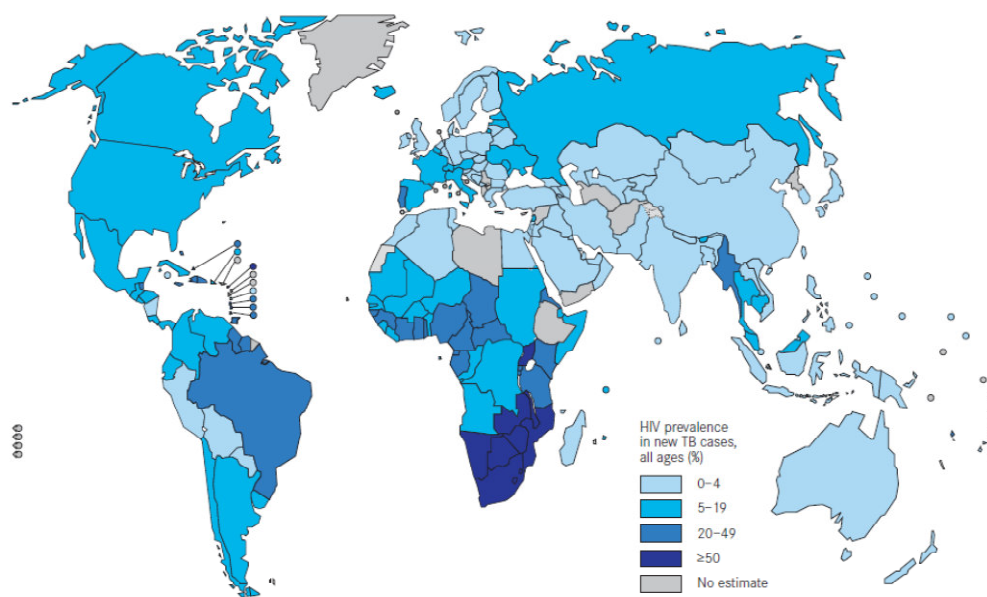 HIV prevalence
in new TB cases,
all ages (%)
0–4
5–19
20–49
≥50
No estimate